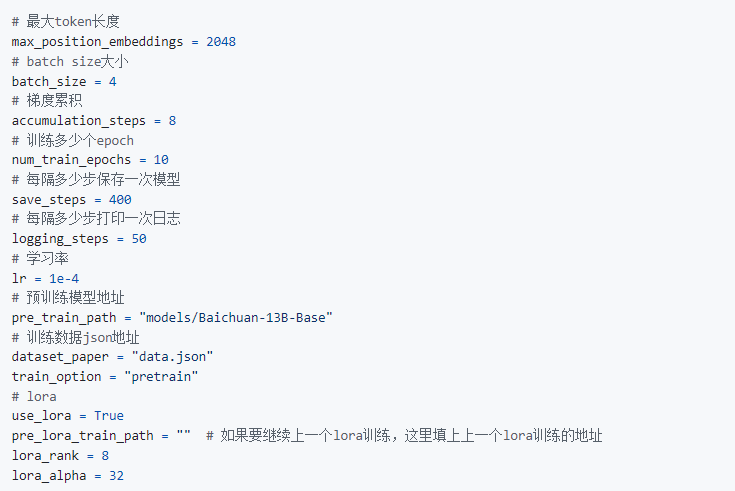 # 最大token长度
max_position_embeddings = 2048
# batch size大小
batch_size = 4
# 梯度累积
accumulation_steps = 8
# 训练多少个epoch
num_train_epochs = 10
# 每隔多少步保存一次模型
save_steps = 400
# 每隔多少步打印一次日志
logging_steps = 50
# 学习率
lr = 1e-4
# 预训练模型地址
pre_train_path = "models/Baichuan-13B-Base"
# 训练数据json地址
dataset_paper = "data.json"
train_option = "pretrain"
# lora
use_lora = True
pre_lora_train_path = ""  # 如果要继续上一个lora训练，这里填上上一个lora训练的地址
lora_rank = 8
lora_alpha = 32